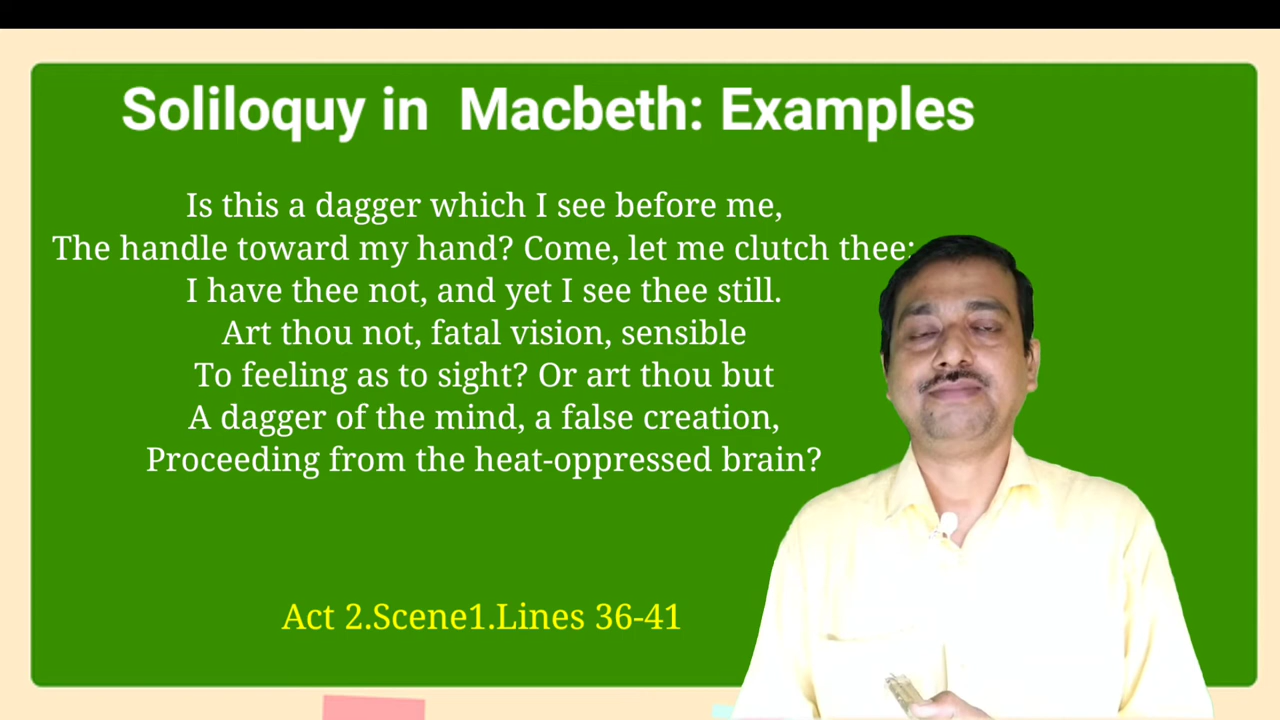 Soliloquy in Macbeth: Examples
Is this a dagger which I see before me,
The handle toward my hand? Come, let me clutch thee:
I have thee not, and yet I see thee still.
Art thou not, fatal vision, sensible
To feeling as to sight? Or art thou but
A dagger of the mind, a false creation,
Proceeding from the heat-oppressed brain?
Act 2.Scene1.Lines 36-41